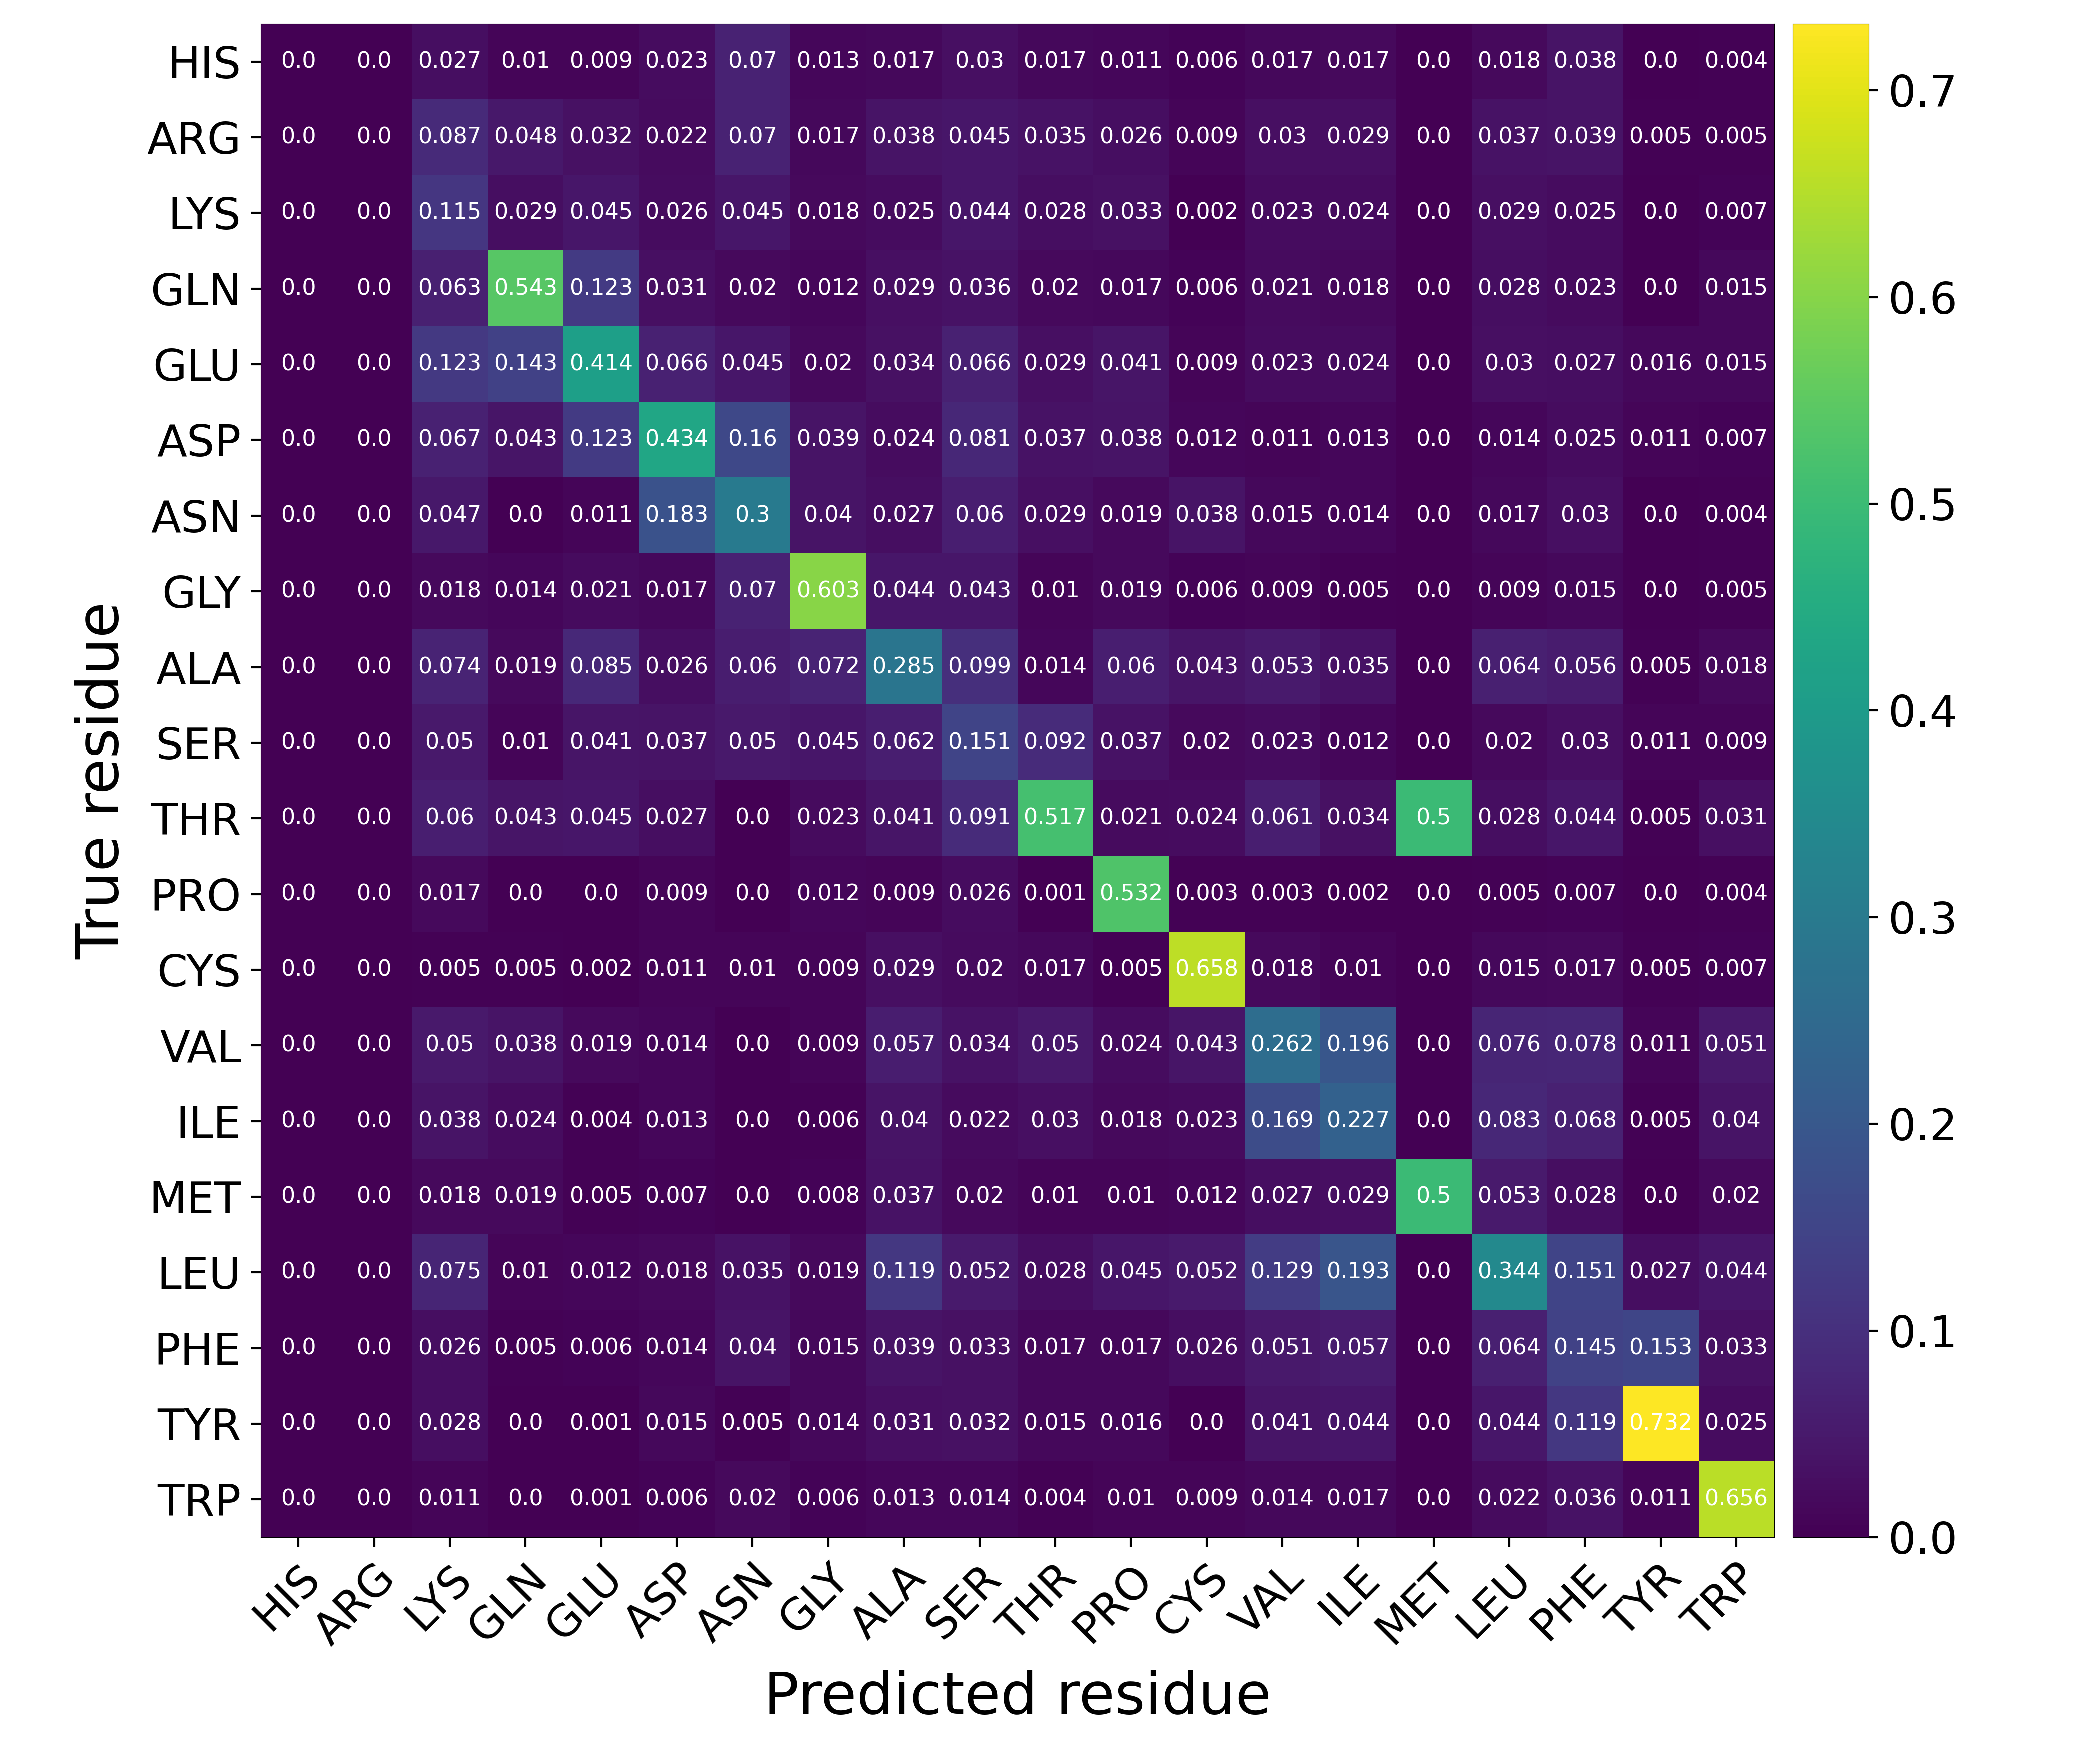 HIS 0.0 0.0 0.027 0.01 0.009 0.023 0.07 0.013 0.017 0.03 0.017 0.011 0.006 0.017 0.017 0.0 0.018 0.038 0.0 0.004
ARG 0.0 0.0 0.087 0.048 0.032 0.022 0.07 0.017 0.038 0.045 0.035 0.026 0.009 0.03 0.029 0.0 0.037 0.039 0.005 0.005
LYS 0.0 0.0 0.115 0.029 0.045 0.026 0.045 0.018 0.025 0.044 0.028 0.033 0.002 0.023 0.024 0.0 0.029 0.025 0.0 0.007
GLN 0.0 0.0 0.063 0.543 0.123 0.031 0.02 0.012 0.029 0.036 0.02 0.017 0.006 0.021 0.018 0.0 0.028 0.023 0.0 0.015
GLU 0.0 0.0 0.123 0.143 0.414 0.066 0.045 0.02 0.034 0.066 0.029 0.041 0.009 0.023 0.024 0.0 0.03 0.027 0.016 0.015
ASP 0.0 0.0 0.067 0.043 0.123 0.434 0.16 0.039 0.024 0.081 0.037 0.038 0.012 0.011 0.013 0.0 0.014 0.025 0.011 0.007
ASN 0.0 0.0 0.047 0.0 0.011 0.183 0.3 0.04 0.027 0.06 0.029 0.019 0.038 0.015 0.014 0.0 0.017 0.03 0.0 0.004
GLY 0.0 0.0 0.018 0.014 0.021 0.017 0.07 0.603 0.044 0.043 0.01 0.019 0.006 0.009 0.005 0.0 0.009 0.015 0.0 0.005
ALA 0.0 0.0 0.074 0.019 0.085 0.026 0.06 0.072 0.285 0.099 0.014 0.06 0.043 0.053 0.035 0.0 0.064 0.056 0.005 0.018
SER 0.0 0.0 0.05 0.01 0.041 0.037 0.05 0.045 0.062 0.151 0.092 0.037 0.02 0.023 0.012 0.0 0.02 0.03 0.011 0.009
THR 0.0 0.0 0.06 0.043 0.045 0.027 0.0 0.023 0.041 0.091 0.517 0.021 0.024 0.061 0.034 0.5 0.028 0.044 0.005 0.031
PRO 0.0 0.0 0.017 0.0 0.0 0.009 0.0 0.012 0.009 0.026 0.001 0.532 0.003 0.003 0.002 0.0 0.005 0.007 0.0 0.004
CYS 0.0 0.0 0.005 0.005 0.002 0.011 0.01 0.009 0.029 0.02 0.017 0.005 0.658 0.018 0.01 0.0 0.015 0.017 0.005 0.007
VAL 0.0 0.0 0.05 0.038 0.019 0.014 0.0 0.009 0.057 0.034 0.05 0.024 0.043 0.262 0.196 0.0 0.076 0.078 0.011 0.051
ILE 0.0 0.0 0.038 0.024 0.004 0.013 0.0 0.006 0.04 0.022 0.03 0.018 0.023 0.169 0.227 0.0 0.083 0.068 0.005 0.04
MET 0.0 0.0 0.018 0.019 0.005 0.007 0.0 0.008 0.037 0.02 0.01 0.01 0.012 0.027 0.029 0.5 0.053 0.028 0.0 0.02
LEU 0.0 0.0 0.075 0.01 0.012 0.018 0.035 0.019 0.119 0.052 0.028 0.045 0.052 0.129 0.193 0.0 0.344 0.151 0.027 0.044
PHE 0.0 0.0 0.026 0.005 0.006 0.014 0.04 0.015 0.039 0.033 0.017 0.017 0.026 0.051 0.057 0.0 0.064 0.145 0.153 0.033
TYR 0.0 0.0 0.028 0.0 0.001 0.015 0.005 0.014 0.031 0.032 0.015 0.016 0.0 0.041 0.044 0.0 0.044 0.119 0.732 0.025
TRP 0.0 0.0 0.011 0.0 0.001 0.006 0.02 0.006 0.013 0.014 0.004 0.01 0.009 0.014 0.017 0.0 0.022 0.036 0.011 0.656
HIS ARG LYS GLN GLU ASP ASN GLY ALA SER THR PRO CYS VAL ILE MET LEU PHE TYR TRP
Predicted residue
True residue
0.7
0.6
0.5
0.4
0.3
0.2
0.1
0.0